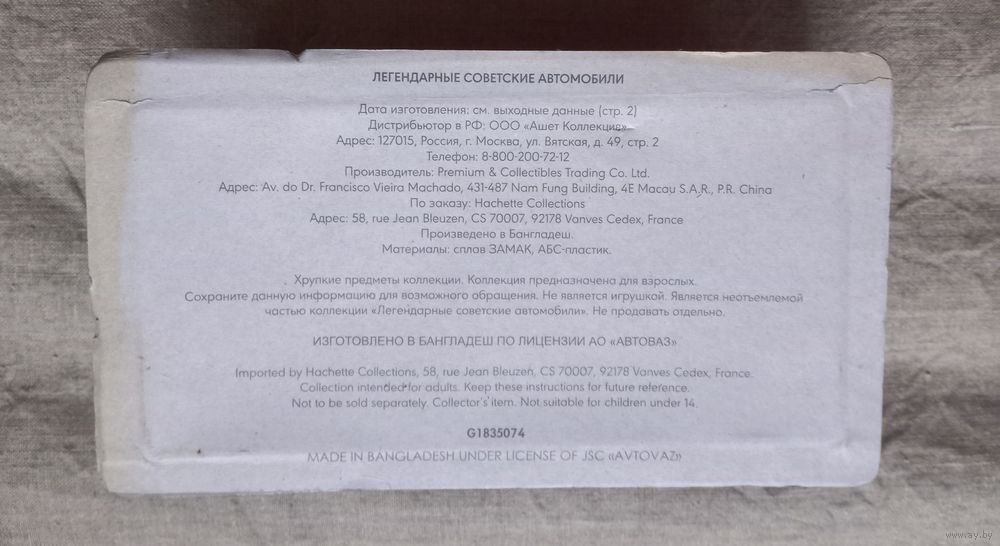 ЛЕГЕНДАРНЫЕ СОВЕТСКИЕ АВТОМОБИЛИ
Дата изготовления: см. выходные данные (стр. 2)
Дистрибьютор в РФ: ООО «Ашет Коллекция»
Адрес: 127015, Россия, г. Москва, ул. Вятская, д. 49, стр. 2
Телефон: 8-800-200-72-12
Производитель: Premium & Collectibles Trading Co. Ltd.
Адрес: Av. do Dr. Francisco Vieira Machado, 431-487 Nam Fung Building, 4E Macau S.A.R., P.R. China
По заказу: Hachette Collections
Адрес: 58, rue Jean Bleuzen, CS 70007, 92178 Vanves Cedex, France
Произведено в Бангладеш.
Материалы: сплав ЗАМАК, АБС-пластик.
Хрупкие предметы коллекции. Коллекция предназначена для взрослых.
Сохраните данную информацию для возможного обращения. Не является игрушкой. Является неотъемлемой
частью коллекции «Легендарные советские автомобили». Не продавать отдельно.
ИЗГОТОВЛЕНО В БАНГЛАДЕШ ПО ЛИЦЕНЗИИ АО «АВТОВАЗ»
Imported by Hachette Collections, 58, rue Jean Bleuzen, CS 70007, 92178 Vanves Cedex, France.
Collection intended for adults. Keep these instructions for future reference.
Not to be sold separately. Collector's item. Not suitable for children under 14.
G1835074
MADE IN BANGLADESH UNDER LICENSE OF JSC «AVTOVAZ»
www.ay.by